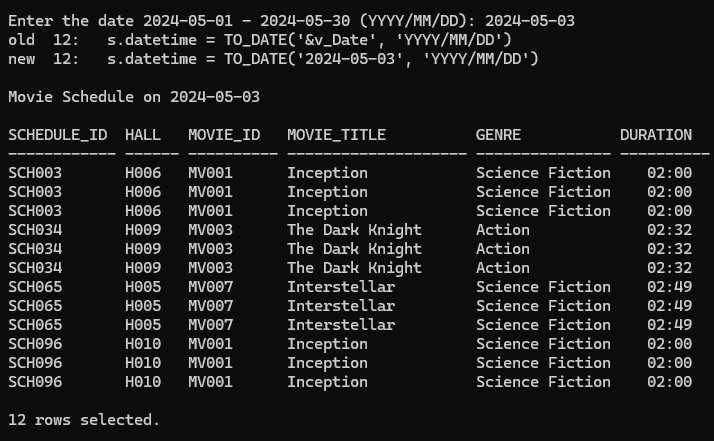 Enter the date 2024-05-01 - 2024-05-30 (YYYY/MM/DD): 2024-05-03
old  12:   s.datetime = TO_DATE('&v_Date', 'YYYY/MM/DD')
new  12:   s.datetime = TO_DATE('2024-05-03', 'YYYY/MM/DD')
Movie Schedule on 2024-05-03
SCHEDULE_ID  HALL   MOVIE_ID   MOVIE_TITLE          GENRE           DURATION
------------ ------ ---------- -------------------- --------------- ----------
SCH003       H006   MV001      Inception            Science Fiction    02:00
SCH003       H006   MV001      Inception            Science Fiction    02:00
SCH003       H006   MV001      Inception            Science Fiction    02:00
SCH034       H009   MV003      The Dark Knight      Action             02:32
SCH034       H009   MV003      The Dark Knight      Action             02:32
SCH034       H009   MV003      The Dark Knight      Action             02:32
SCH065       H005   MV007      Interstellar         Science Fiction    02:49
SCH065       H005   MV007      Interstellar         Science Fiction    02:49
SCH065       H005   MV007      Interstellar         Science Fiction    02:49
SCH096       H010   MV001      Inception            Science Fiction    02:00
SCH096       H010   MV001      Inception            Science Fiction    02:00
SCH096       H010   MV001      Inception            Science Fiction    02:00
12 rows selected.